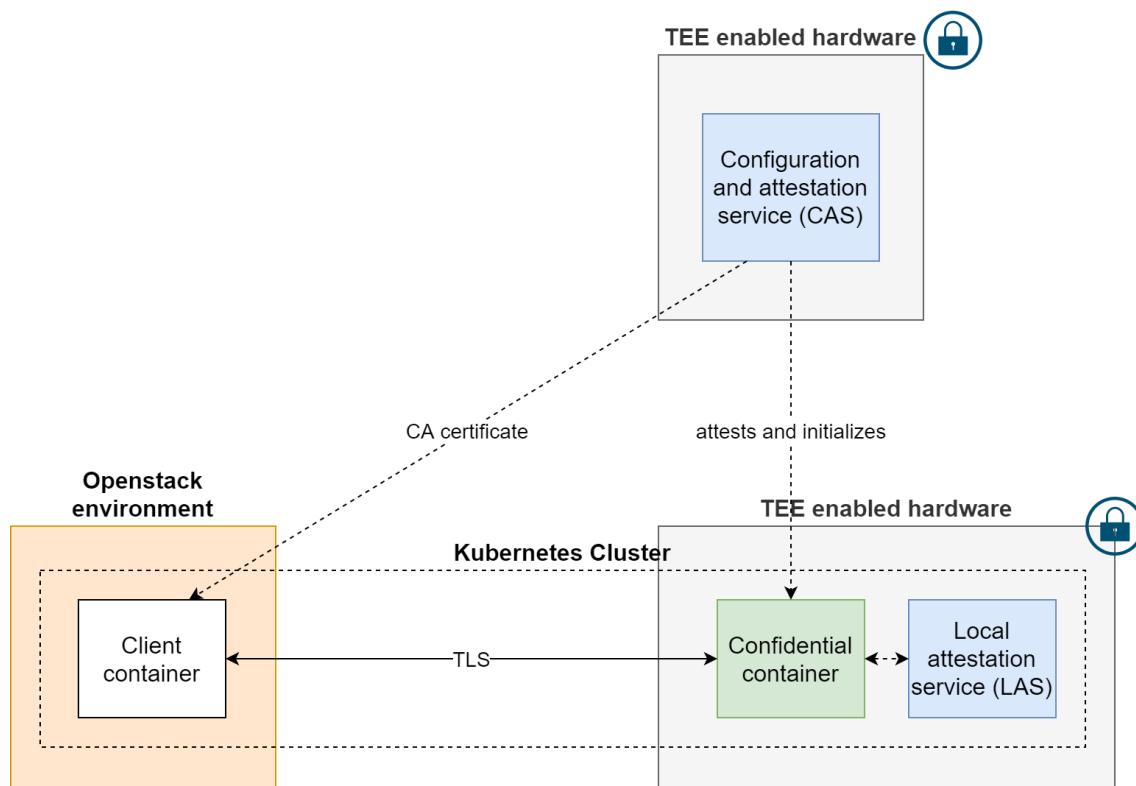 TEE enabled hardware
Configuration
and attestation
service (CAS)
CA certificate
attests and initializes
Openstack
environment
TEE enabled hardware
Kubernetes Cluster
Client
container
TLS
Confidential
container
Local
attestation
service (LAS)